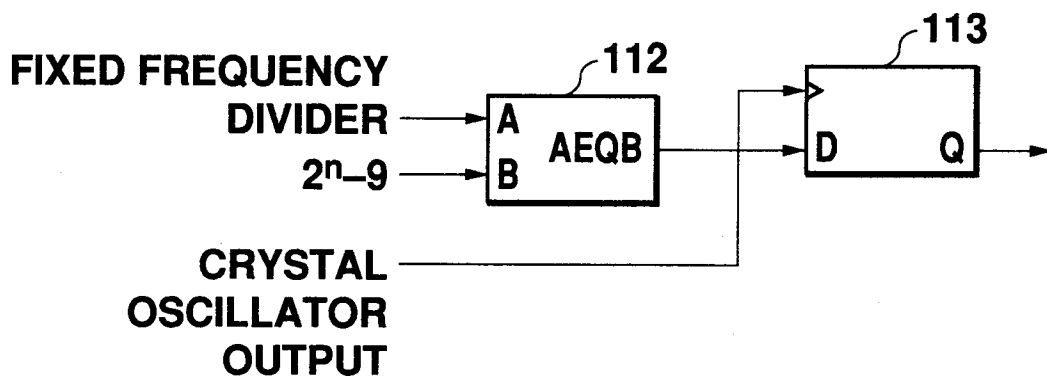 113
112
FIXED FREQUENCY
DIVIDER
A
AEQB
D
Q
2ⁿ–9
B
CRYSTAL
OSCILLATOR
OUTPUT